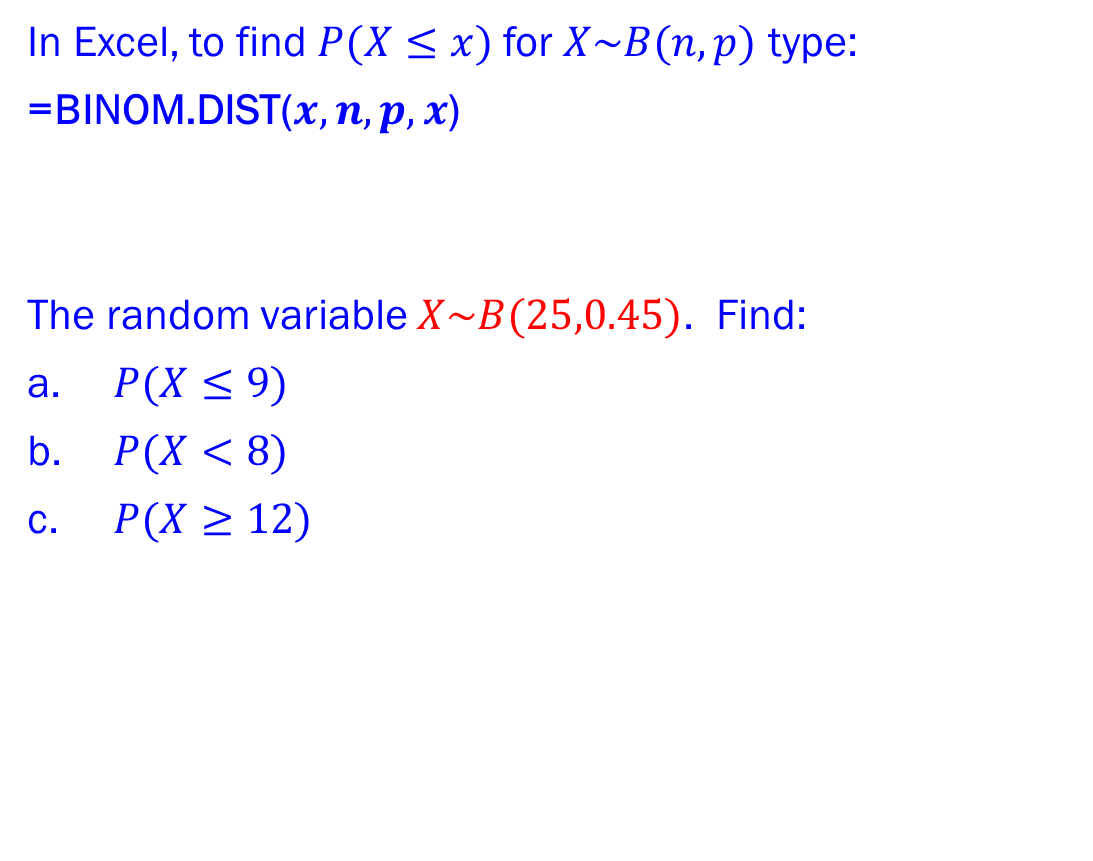 In Excel, to find P(X ≤ x) for X~B(n, p) type:
=BINOM.DIST(x, n, p, x)
The random variable X~B(25,0.45). Find:
a. P(X ≤ 9)
b. P(X < 8)
c. P(X ≥ 12)